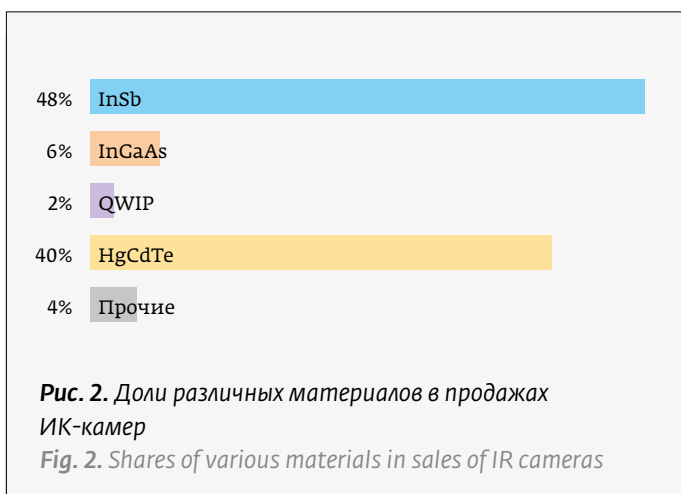 48% InSb
6% InGaAs
2% QWIP
40% HgCdTe
4% Прочие
Рис. 2. Доли различных материалов в продажах
ИК-камер
Fig. 2. Shares of various materials in sales of IR cameras